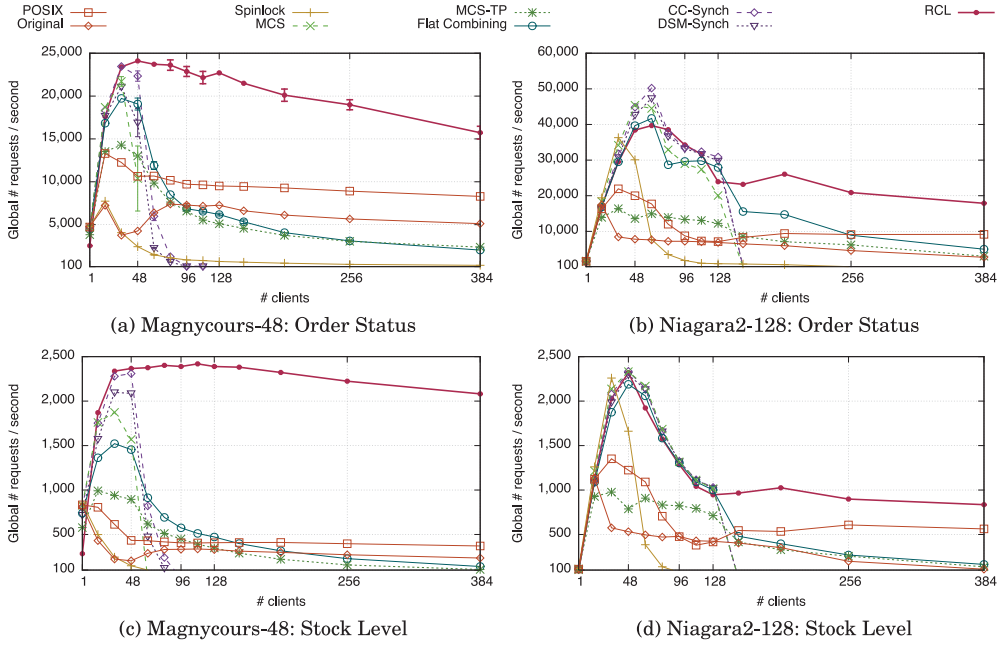 POSIX Spinlock MCS-TP CC-Synch RCL
Original MCS Flat Combining DSM-Synch
Global # requests / second
25,000
20,000
15,000
10,000
5,000
100
1 48 96 128 256 384
# clients
(a) Magnycours-48: Order Status
Global # requests / second
60,000
50,000
40,000
30,000
20,000
10,000
100
1 48 96 128 256 384
# clients
(b) Niagara2-128: Order Status
Global # requests / second
2,500
2,000
1,500
1,000
500
100
1 48 96 128 256 384
# clients
(c) Magnycours-48: Stock Level
Global # requests / second
2,500
2,000
1,500
1,000
500
100
1 48 96 128 256 384
# clients
(d) Niagara2-128: Stock Level